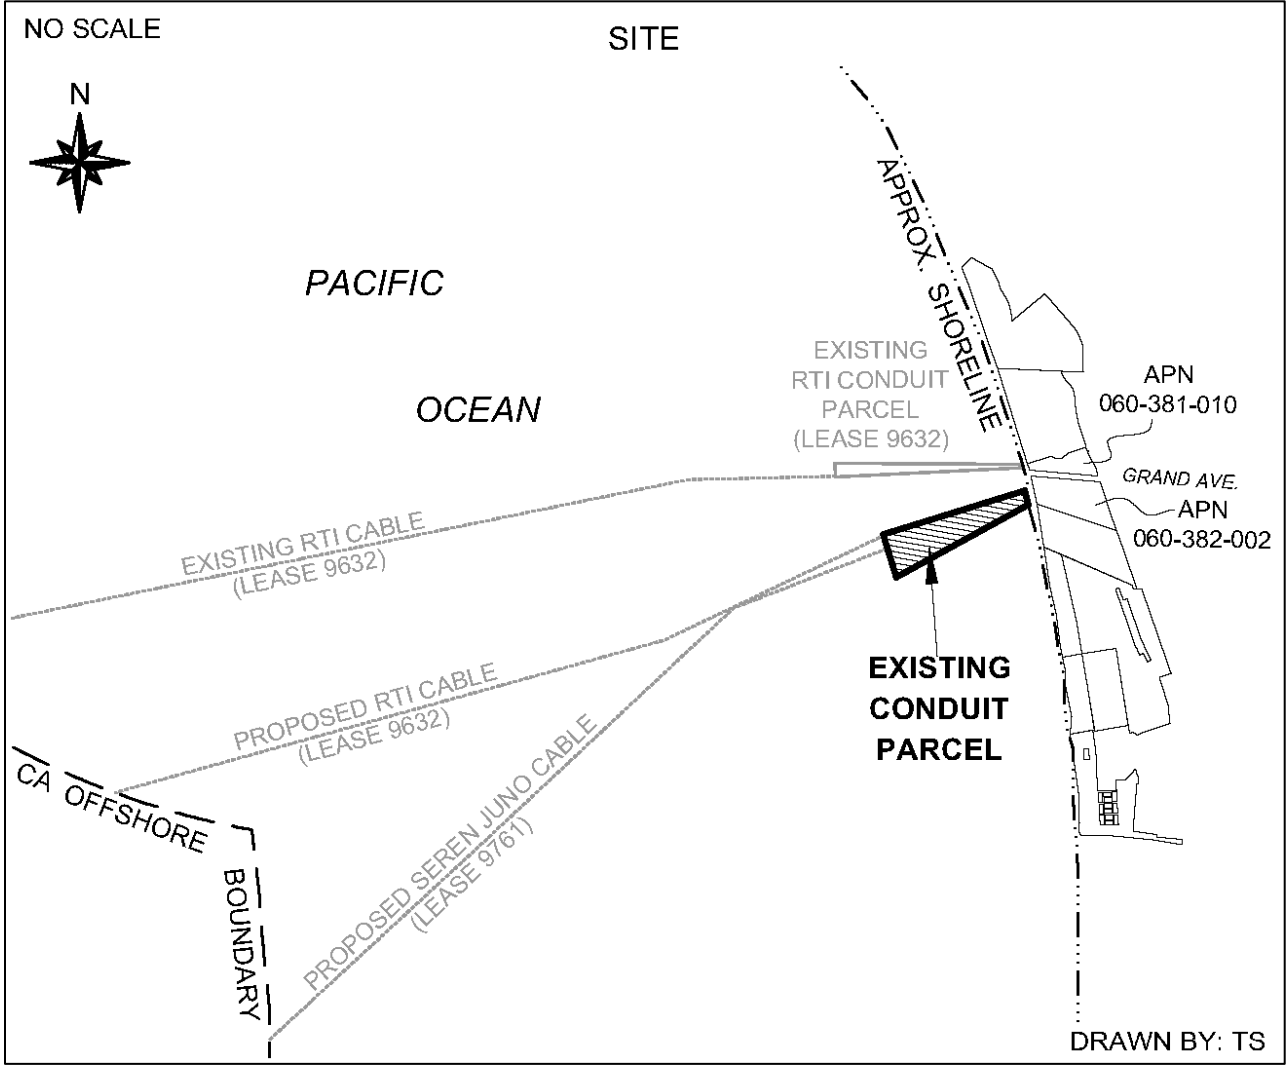 NO SCALE
SITE
N
PACIFIC
OCEAN
APPROX. SHORELINE
EXISTING
RTI CONDUIT
PARCEL
(LEASE 9632)
APN
060-381-010
GRAND AVE.
APN
060-382-002
EXISTING RTI CABLE
(LEASE 9632)
EXISTING
CONDUIT
PARCEL
PROPOSED RTI CABLE
(LEASE 9632)
PROPOSED SEREN JUNO CABLE
(LEASE 9761)
CA OFFSHORE
BOUNDARY
DRAWN BY: TS